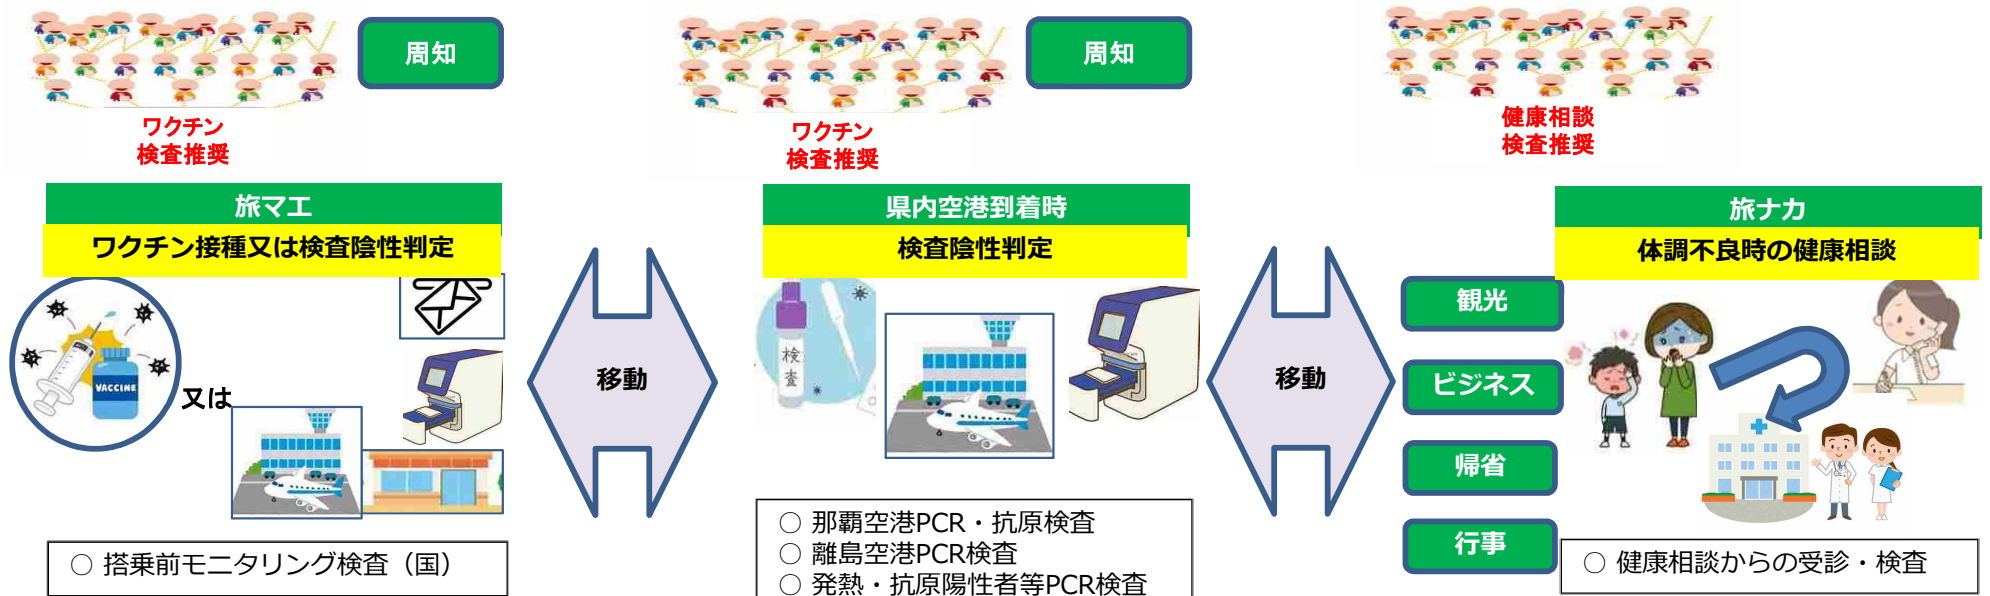 周知
ワクチン
検査推奨
周知
ワクチン
検査推奨
健康相談
検査推奨
旅マエ
ワクチン接種又は検査陰性判定
VACCINE
又は
○ 搭乗前モニタリング検査（国）
移動
県内空港到着時
検査陰性判定
検査
○ 那覇空港PCR・抗原検査
○ 離島空港PCR検査
○ 発熱・抗原陽性者等PCR検査
移動
旅ナカ
体調不良時の健康相談
観光
ビジネス
帰省
行事
○ 健康相談からの受診・検査